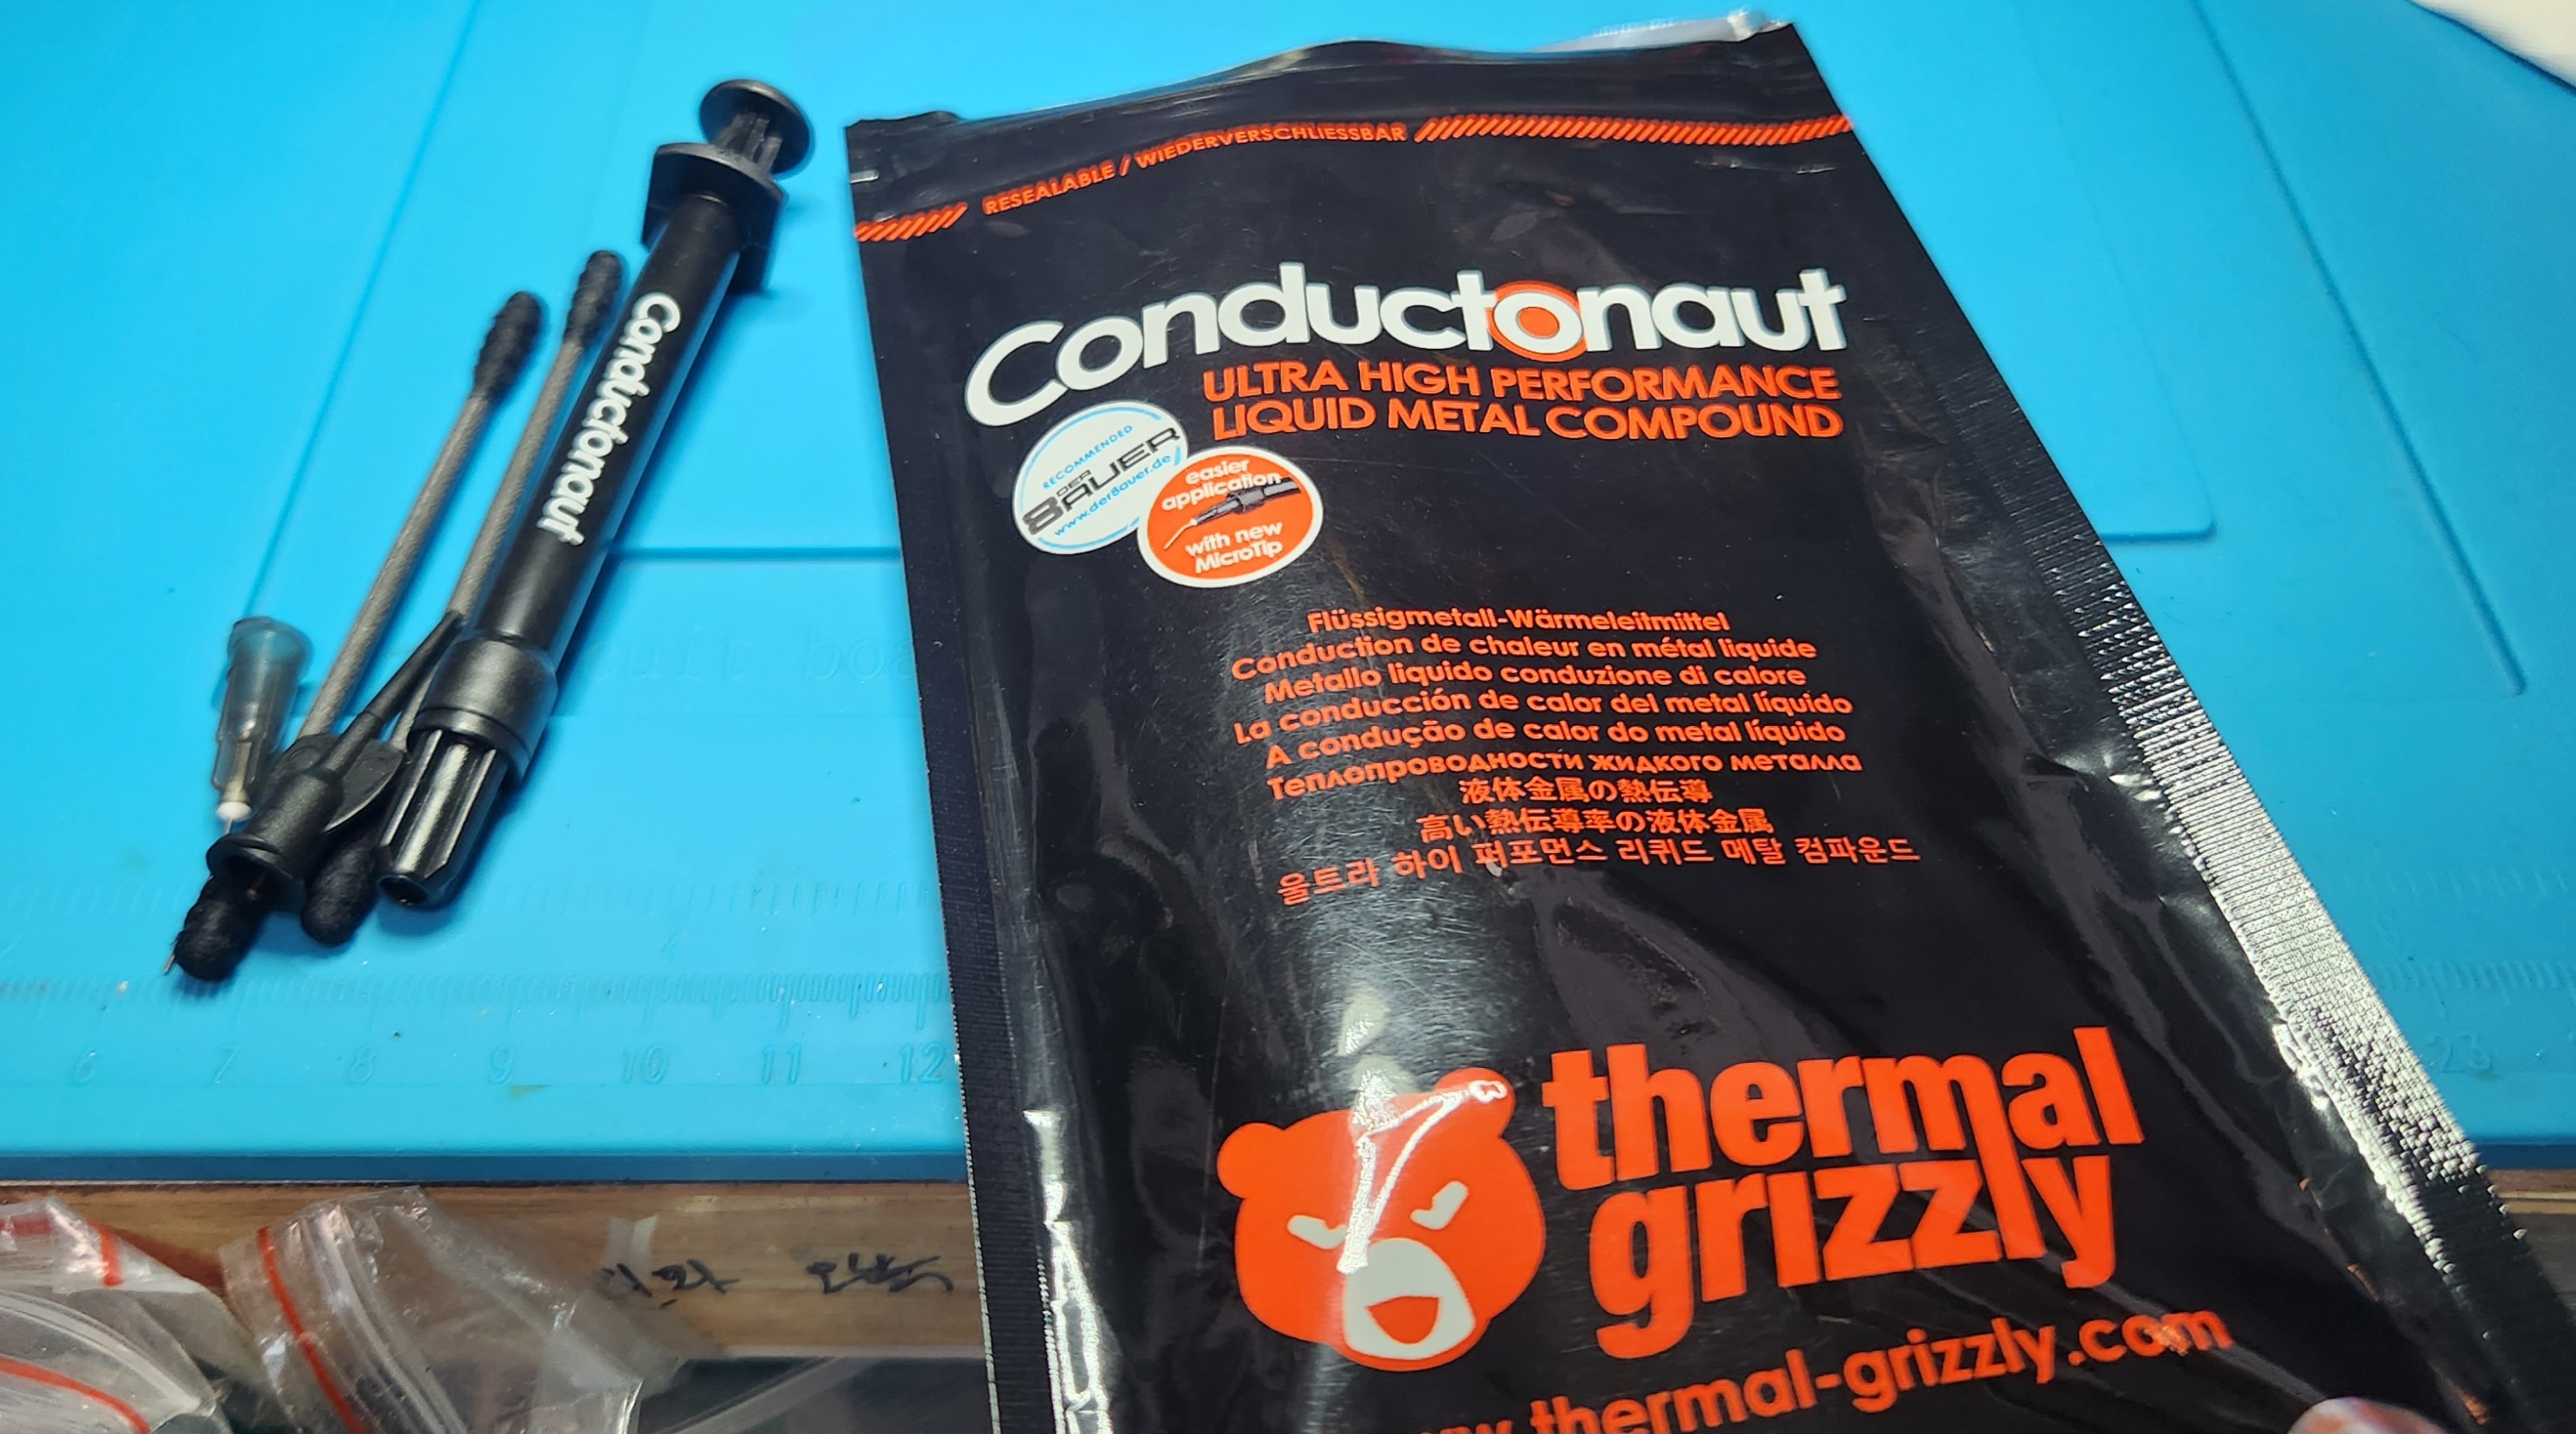 RESEALABLE / WIEDERVERSCHLIESSBAR
Conductonaut
ULTRA HIGH PERFORMANCE
LIQUID METAL COMPOUND
RECOMMENDED
DER
8AUER
www.der8auer.de
easier
application
with new
MicroTip
Flüssigmetall-Wärmeleitmittel
Conduction de chaleur en métal liquide
Metallo liquido conduzione di calore
La conducción de calor del metal líquido
A condução de calor do metal líquido
Теплопроводности жидкого металла
液体金属の熱伝導
高い熱伝導率の液体金属
울트라 하이 퍼포먼스 리퀴드 메탈 컴파운드
thermal
grizzly
thermal-grizzly.com
Conductonaut
6 7 8 9 10 11 12
23